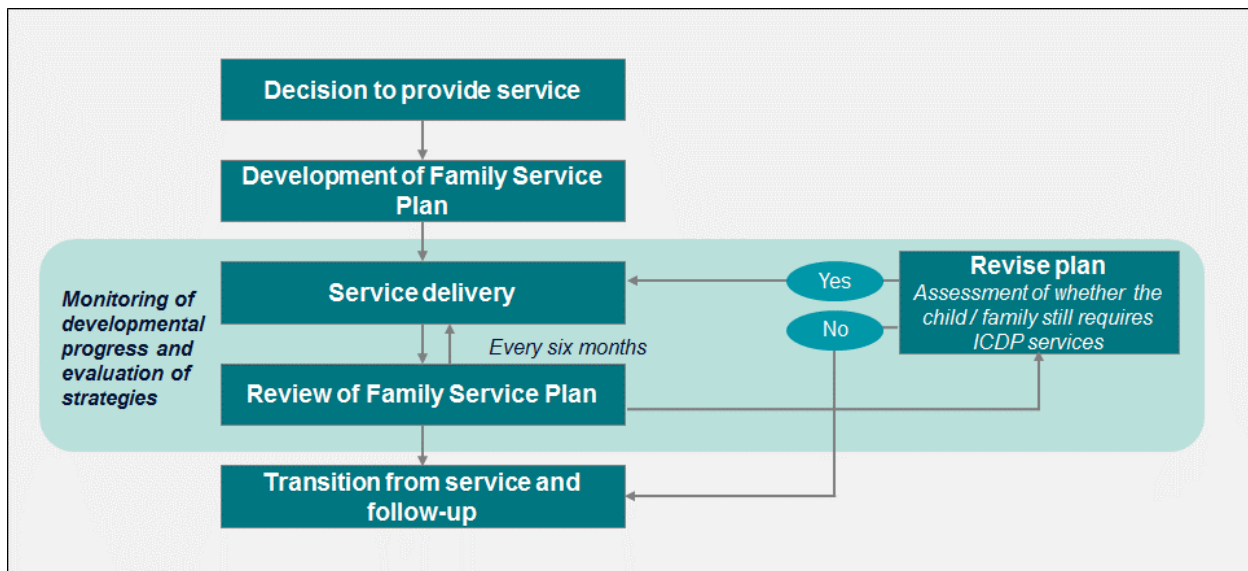 Decision to provide service
Development of Family Service
Plan
Service delivery
Monitoring of
developmental
progress and
evaluation of
strategies
Every six months
Review of Family Service Plan
Yes
No
Revise plan
Assessment of whether the
child / family still requires
ICDP services
Transition from service and
follow-up